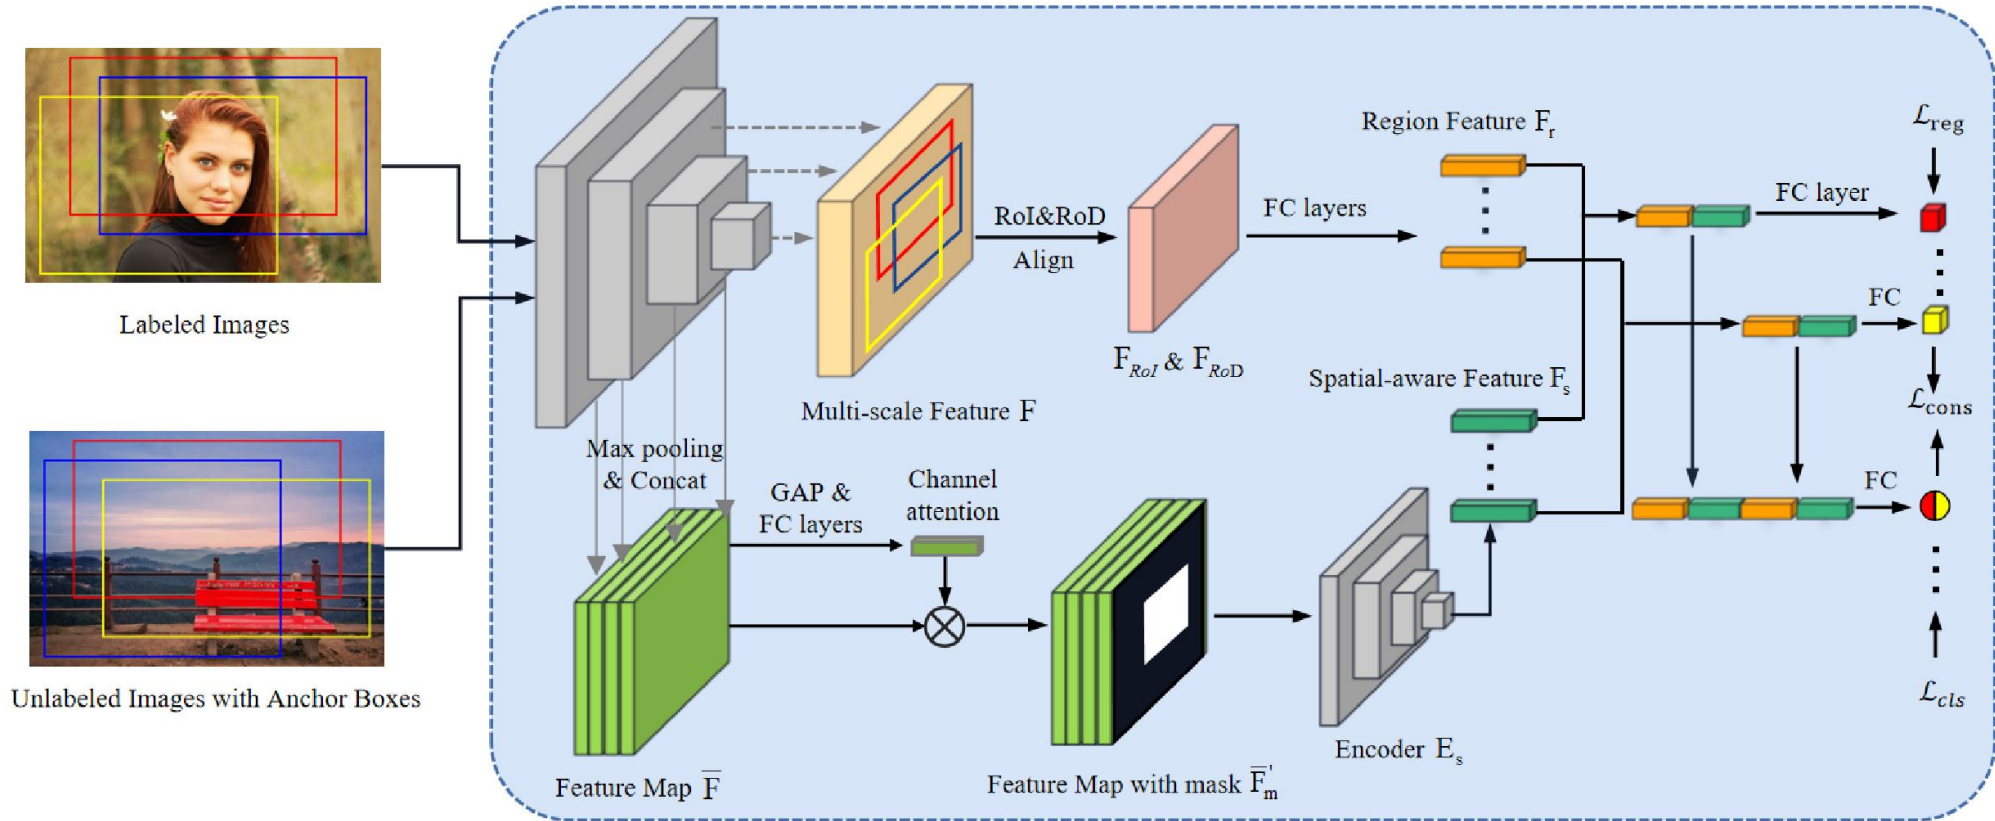 Labeled Images
Unlabeled Images with Anchor Boxes
Multi-scale Feature F
RoI&RoD
Align
F_RoI & F_RoD
FC layers
Region Feature F_r
Spatial-aware Feature F_s
FC layer
FC
FC
ℒ_reg
ℒ_cons
ℒ_cls
Max pooling
& Concat
GAP &
FC layers
Channel
attention
Feature Map F̅
Feature Map with mask F̅'_m
Encoder E_s